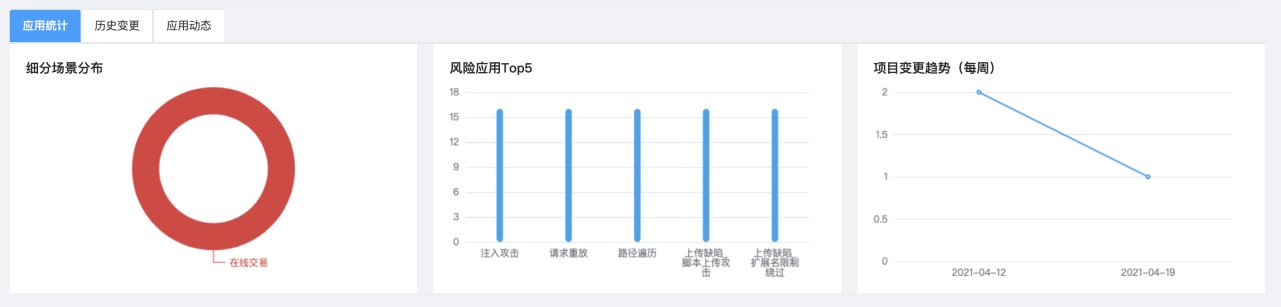 应用统计
历史变更
应用动态
细分场景分布
在线交易
风险应用Top5
18
15
12
9
6
3
0
注入攻击
请求重放
路径遍历
上传缺陷_
脚本上传攻
击
上传缺陷_
扩展名限制
绕过
项目变更趋势（每周）
2
1.5
1
0.5
0
2021-04-12
2021-04-19